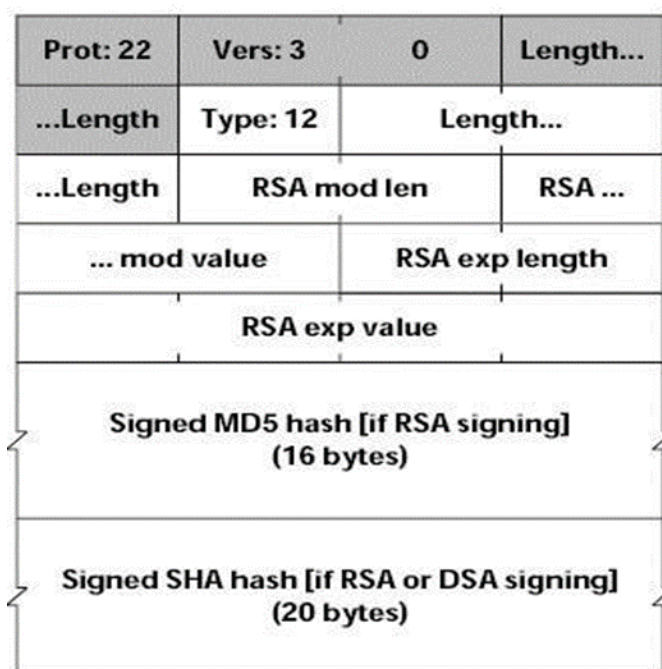 Prot: 22 Vers: 3 0 Length...
...Length Type: 12 Length...
...Length RSA mod len RSA ...
... mod value RSA exp length
RSA exp value
Signed MD5 hash [if RSA signing]
(16 bytes)
Signed SHA hash [if RSA or DSA signing]
(20 bytes)